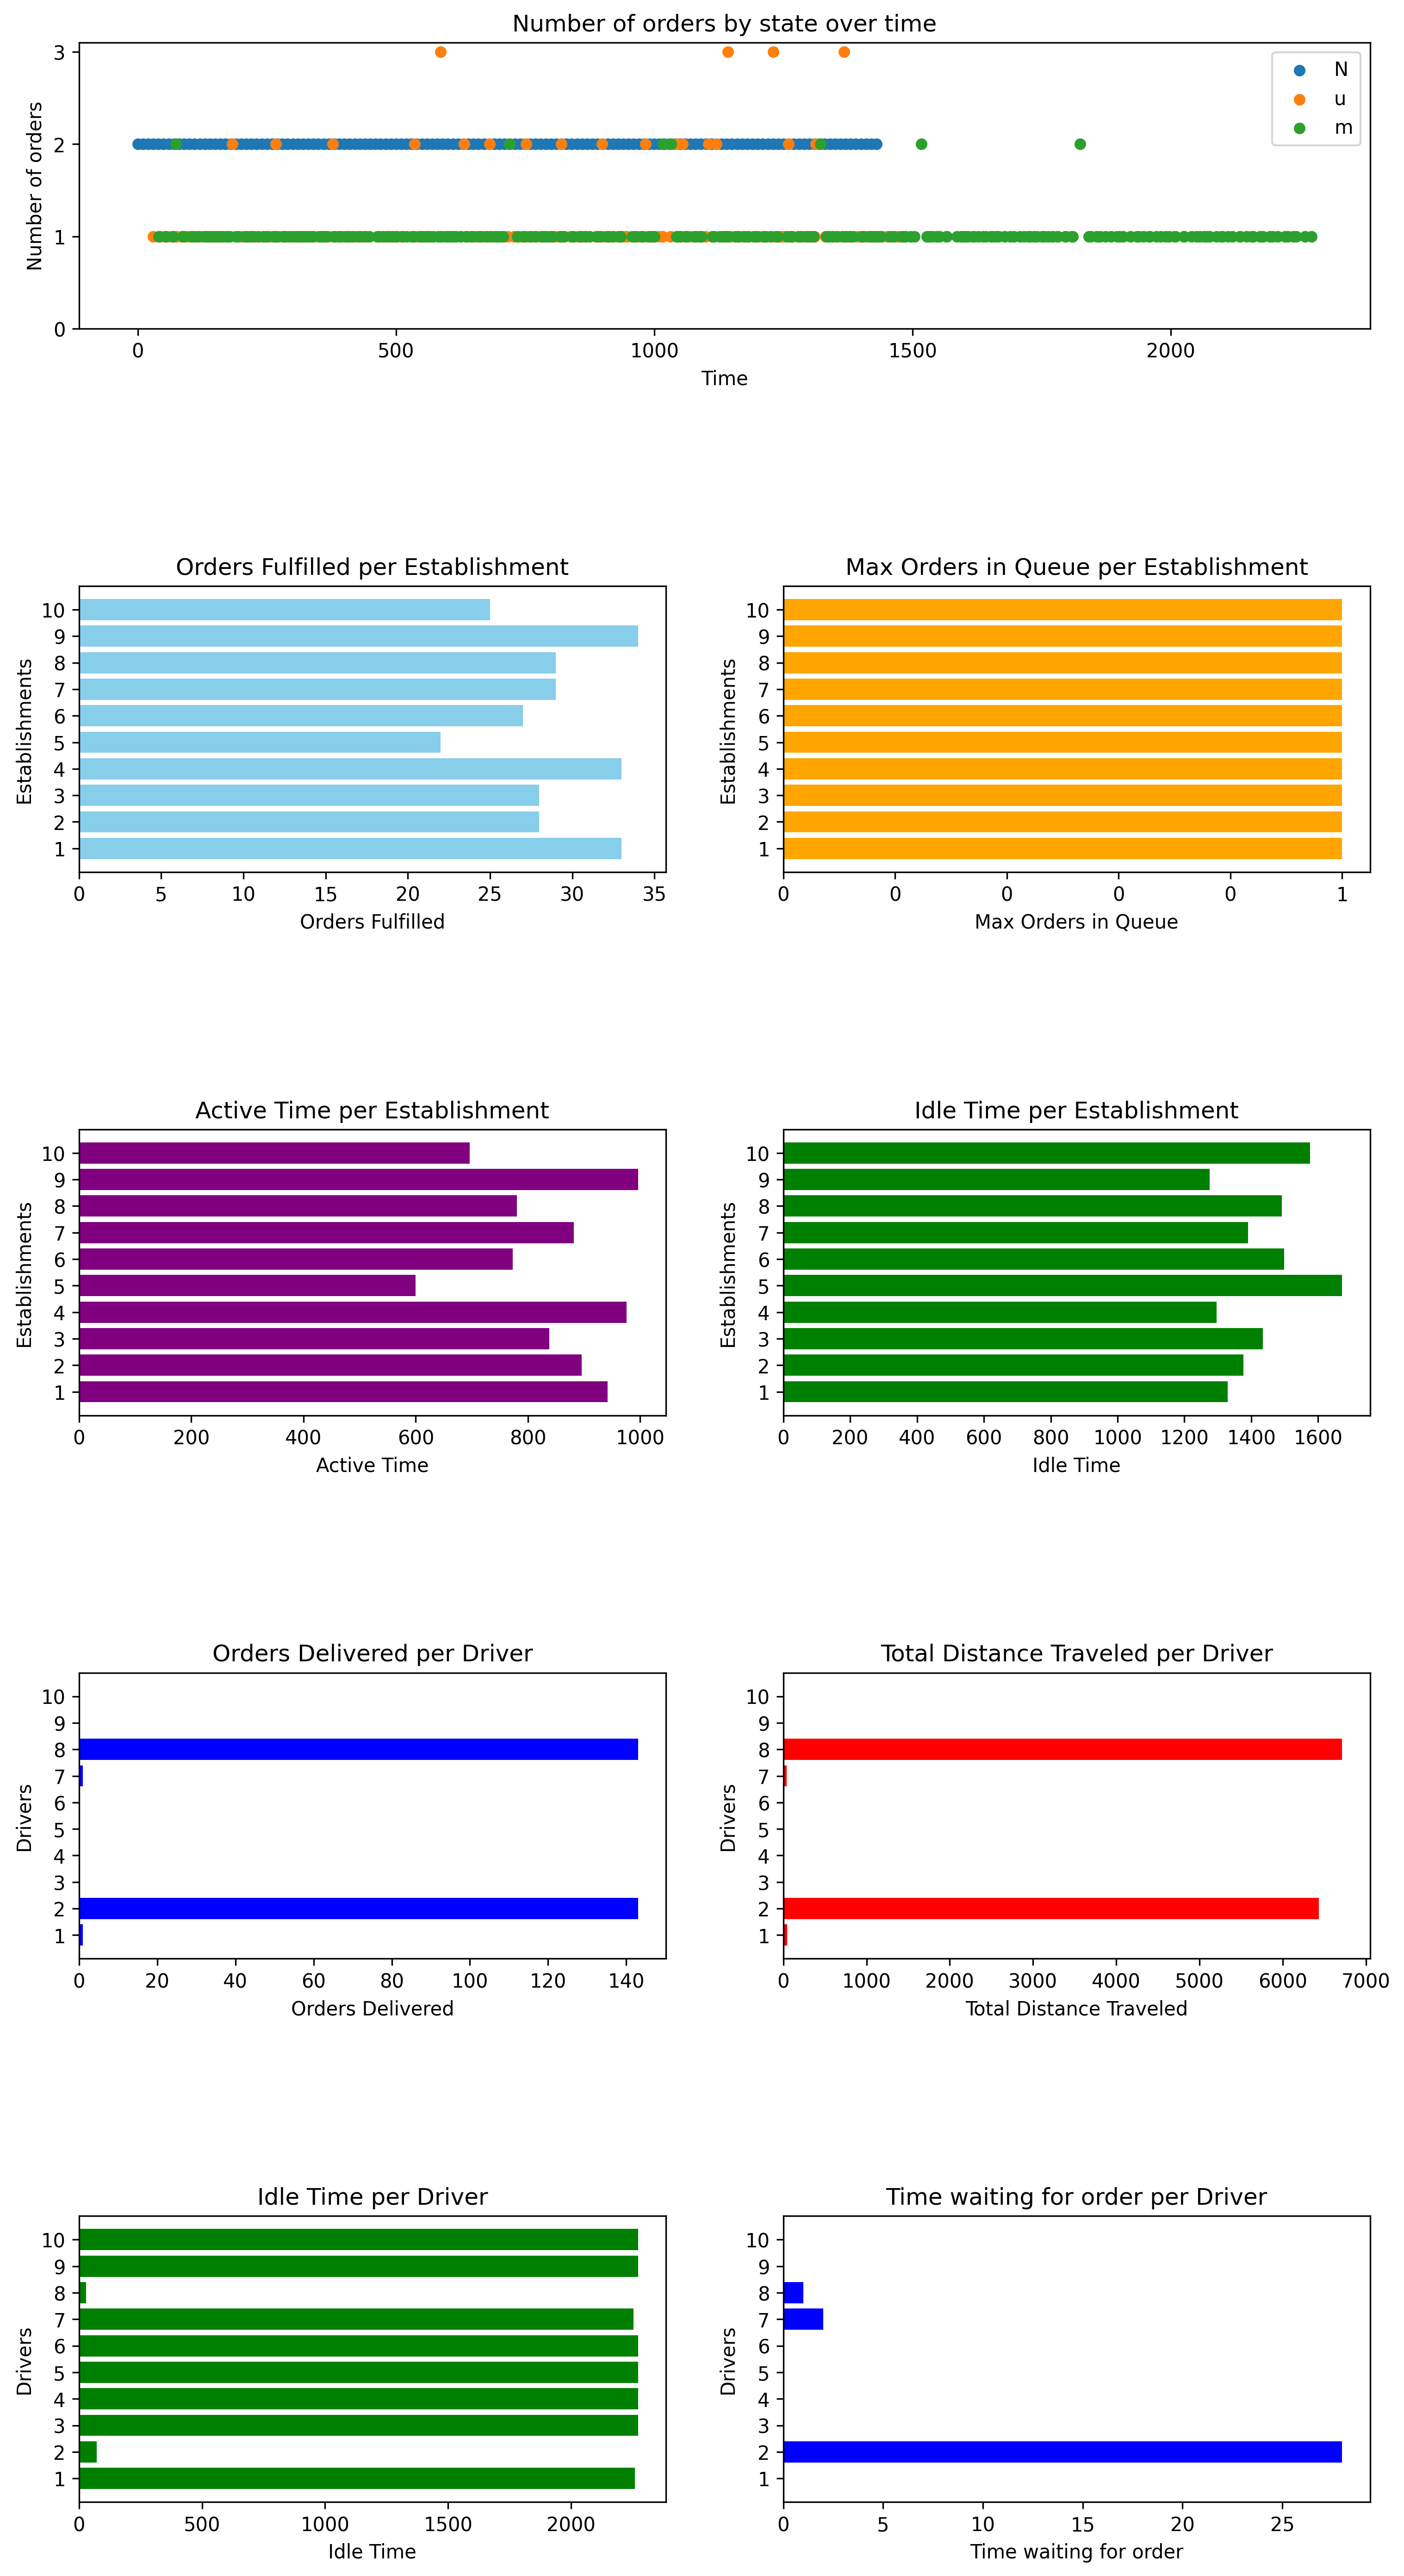 Number of orders by state over time
3
2
1
0
Number of orders
N
u
m
0 500 1000 1500 2000
Time
Orders Fulfilled per Establishment
10
9
8
7
6
5
4
3
2
1
Establishments
0 5 10 15 20 25 30 35
Orders Fulfilled
Max Orders in Queue per Establishment
10
9
8
7
6
5
4
3
2
1
Establishments
0 0 0 0 0 1
Max Orders in Queue
Active Time per Establishment
10
9
8
7
6
5
4
3
2
1
Establishments
0 200 400 600 800 1000
Active Time
Idle Time per Establishment
10
9
8
7
6
5
4
3
2
1
Establishments
0 200 400 600 800 1000 1200 1400 1600
Idle Time
Orders Delivered per Driver
10
9
8
7
6
5
4
3
2
1
Drivers
0 20 40 60 80 100 120 140
Orders Delivered
Total Distance Traveled per Driver
10
9
8
7
6
5
4
3
2
1
Drivers
0 1000 2000 3000 4000 5000 6000 7000
Total Distance Traveled
Idle Time per Driver
10
9
8
7
6
5
4
3
2
1
Drivers
0 500 1000 1500 2000
Idle Time
Time waiting for order per Driver
10
9
8
7
6
5
4
3
2
1
Drivers
0 5 10 15 20 25
Time waiting for order